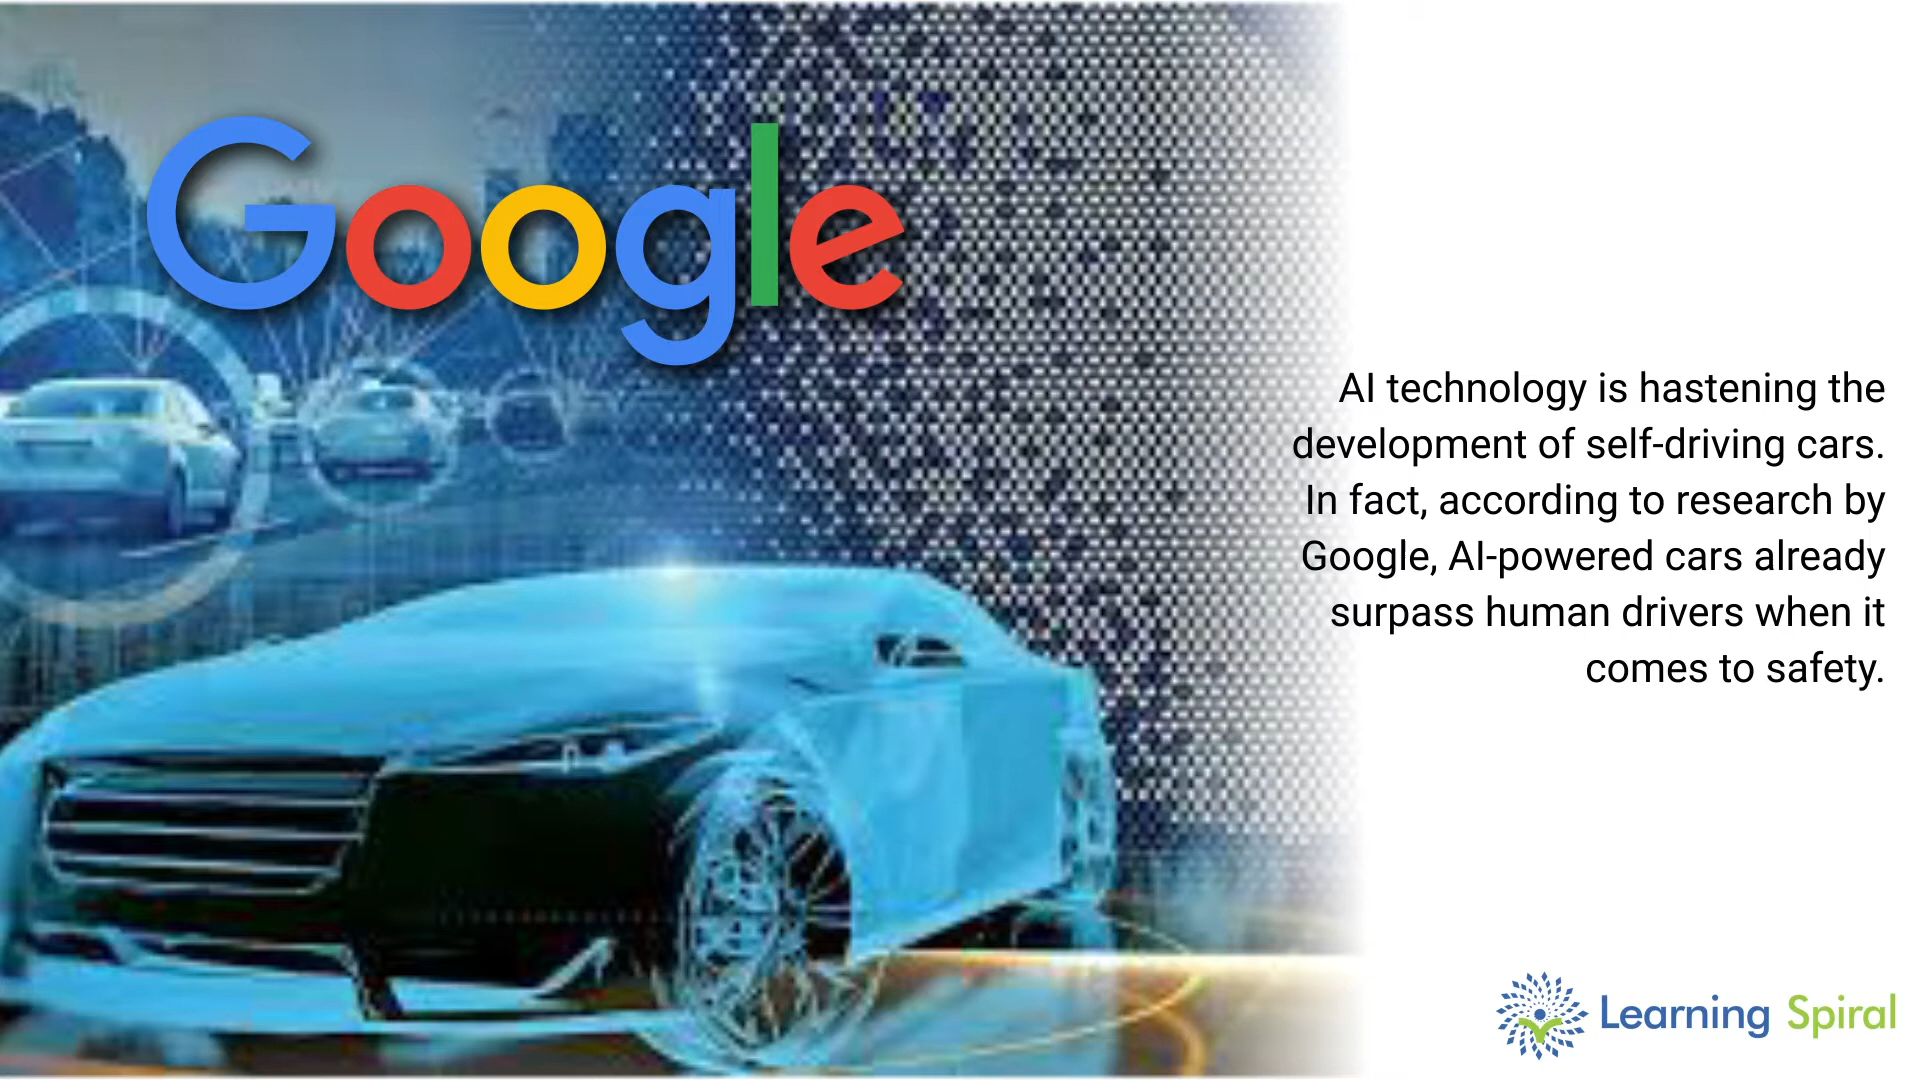 Google
AI technology is hastening the
development of self-driving cars.
In fact, according to research by
Google, AI-powered cars already
surpass human drivers when it
comes to safety.
Learning Spiral